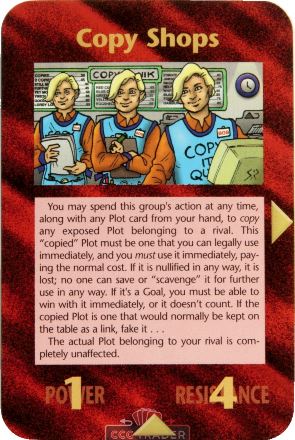 Copy Shops
COPY NIK
BOB
COPY
IT
QU
SP
You may spend this group's action at any time,
along with any Plot card from your hand, to copy
any exposed Plot belonging to a rival. This
"copied" Plot must be one that you can legally use
immediately, and you must use it immediately, pay-
ing the normal cost. If it is nullified in any way, it is
lost; no one can save or "scavenge" it for further
use in any way. If it's a Goal, you must be able to
win with it immediately, or it doesn't count. If the
copied Plot is one that would normally be kept on
the table as a link, fake it . . .
The actual Plot belonging to your rival is com-
pletely unaffected.
POWER 1 RESISTANCE 4
CCGTRADER